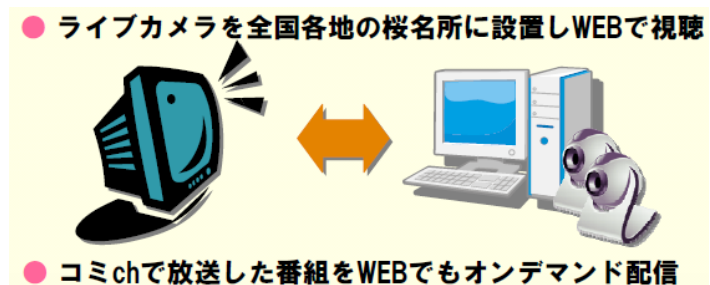 ● ライブカメラを全国各地の桜名所に設置しWEBで視聴
● コミchで放送した番組をWEBでもオンデマンド配信